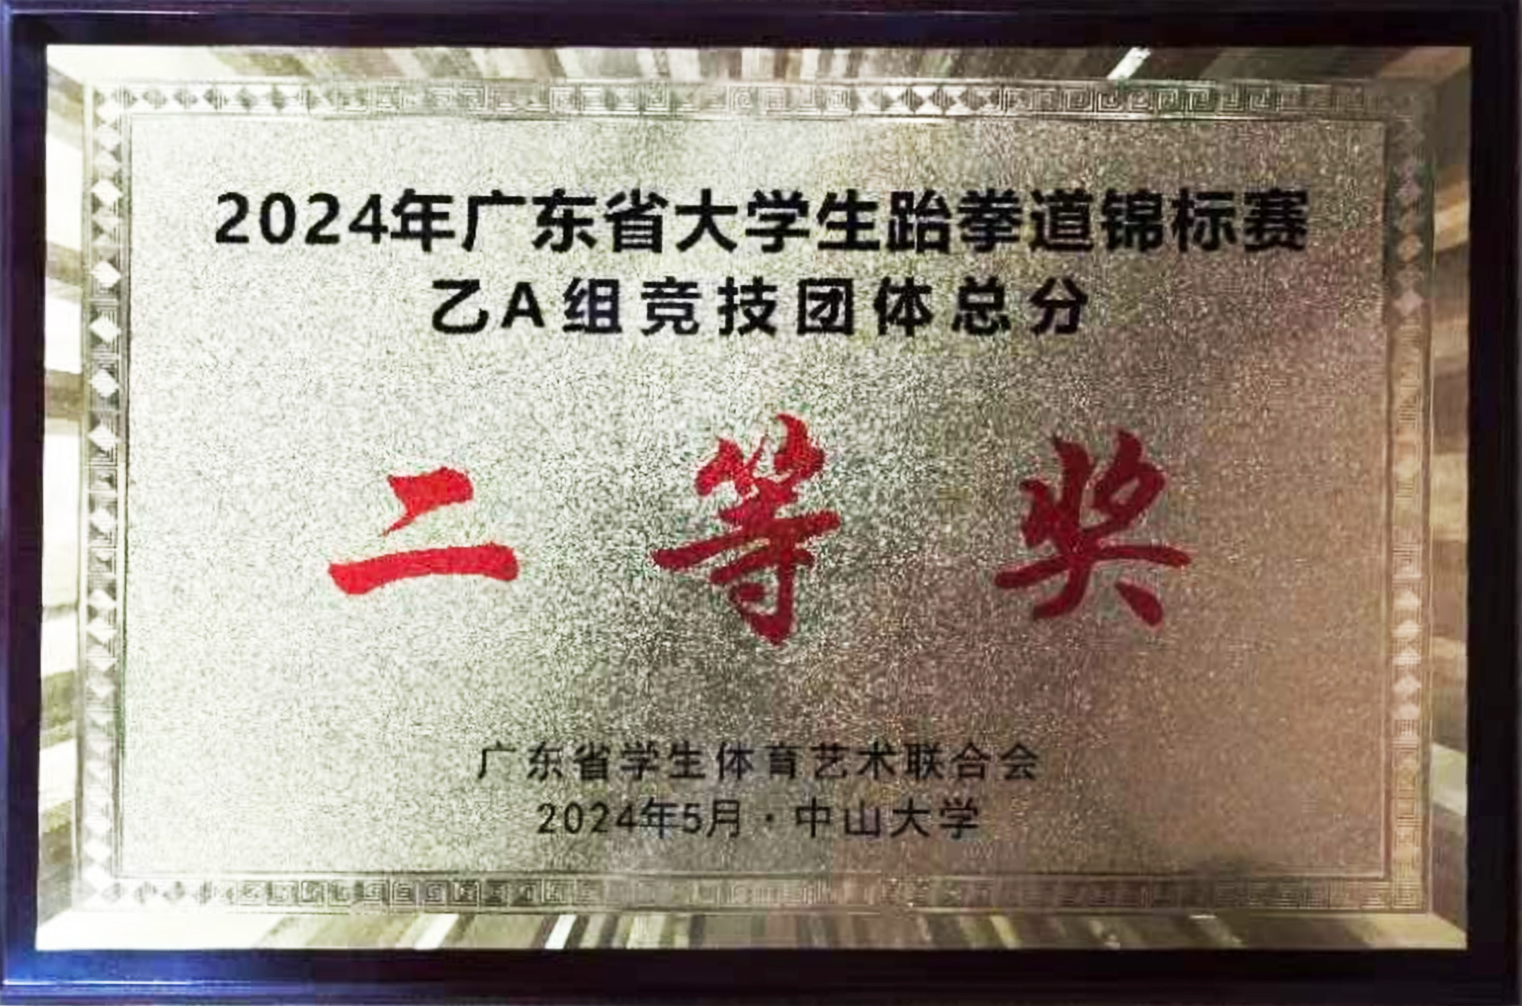 2024年广东省大学生跆拳道锦标赛
乙A组竞技团体总分
二等奖
广东省学生体育艺术联合会
2024年5月·中山大学